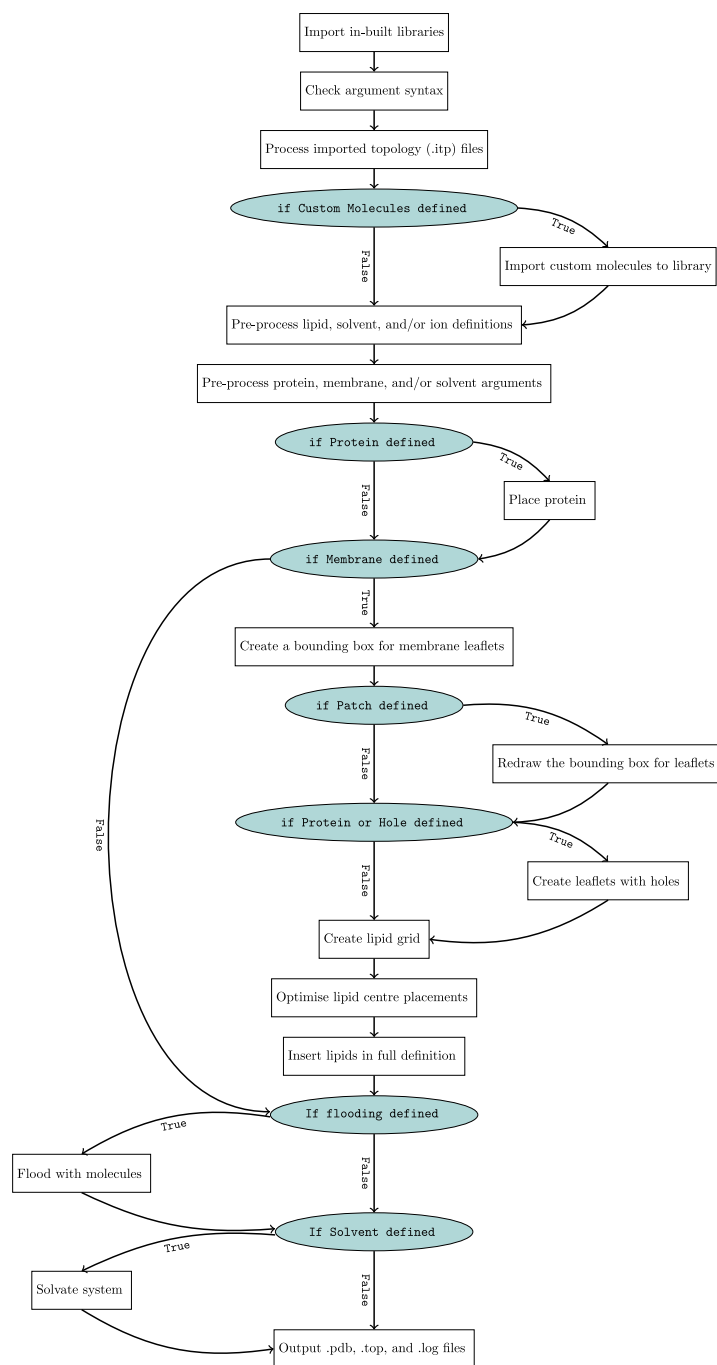 Import in-built libraries
Check argument syntax
Process imported topology (.itp) files
if Custom Molecules defined
True
False
Import custom molecules to library
Pre-process lipid, solvent, and/or ion definitions
Pre-process protein, membrane, and/or solvent arguments
if Protein defined
True
False
Place protein
if Membrane defined
True
Create a bounding box for membrane leaflets
if Patch defined
True
False
Redraw the bounding box for leaflets
if Protein or Hole defined
False
True
False
Create leaflets with holes
Create lipid grid
Optimise lipid centre placements
Insert lipids in full definition
If flooding defined
True
False
Flood with molecules
If Solvent defined
True
False
Solvate system
Output .pdb, .top, and .log files